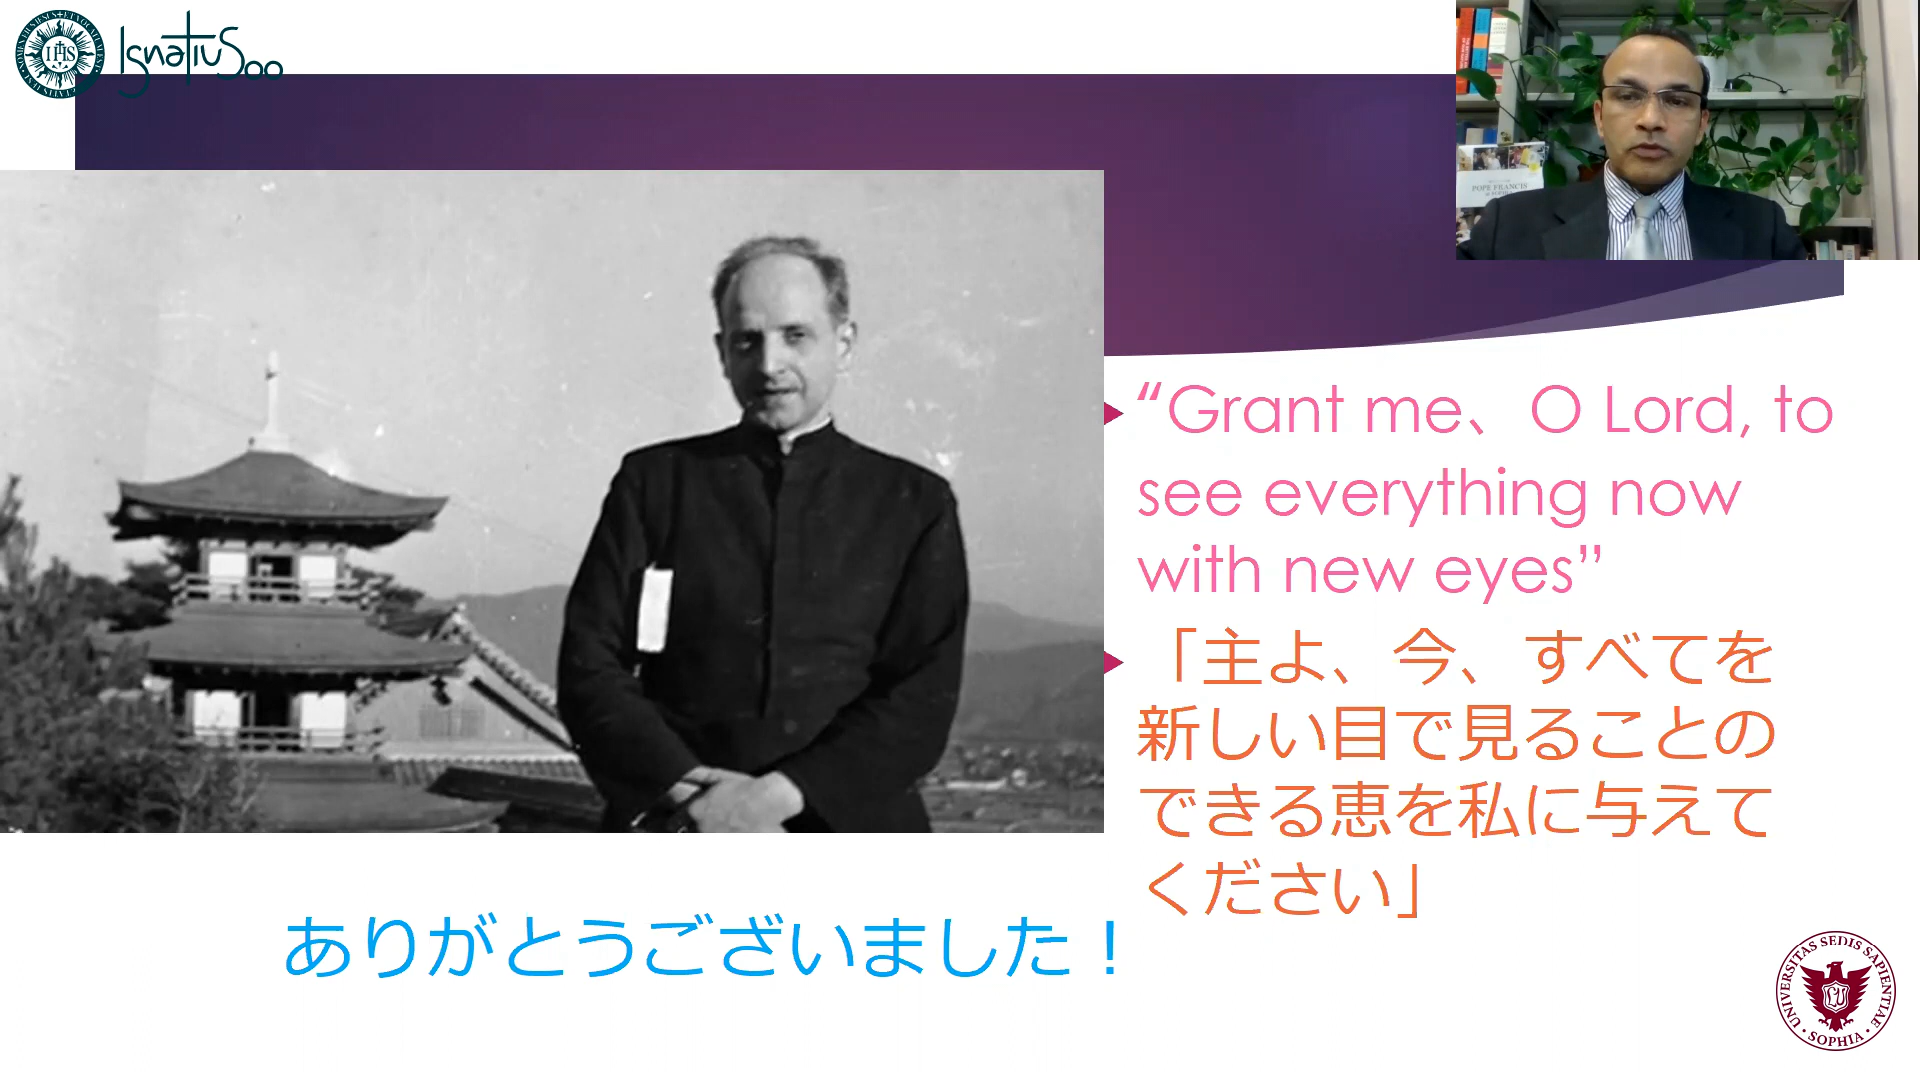 IHS
Ignatius500
POPE FRANCIS
“Grant me、O Lord, to
see everything now
with new eyes”
「主よ、今、すべてを
新しい目で見ることの
できる恵を私に与えて
ください」
ありがとうございました！
UNIVERSITAS SEDIS SAPIENTIAE
SOPHIA